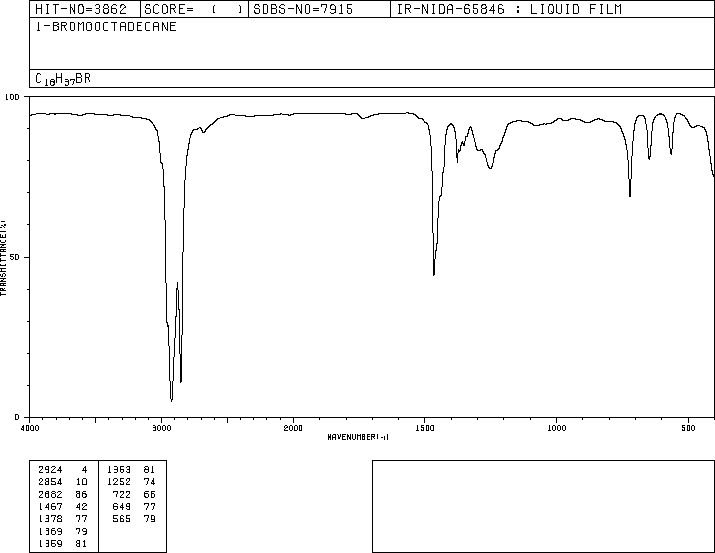 HIT-NO=3862 SCORE= ( ) SDBS-NO=7915 IR-NIDA-65846 : LIQUID FILM
1-BROMOOCTADECANE
C18H37BR
100
50
0
TRANSMITTANCE(%)
4000 3000 2000 1500 1000 500
WAVENUMBER(-1)
2924 4 1353 81
2854 10 1252 74
2682 86 722 66
1467 42 649 77
1378 77 565 79
1369 79
1359 81